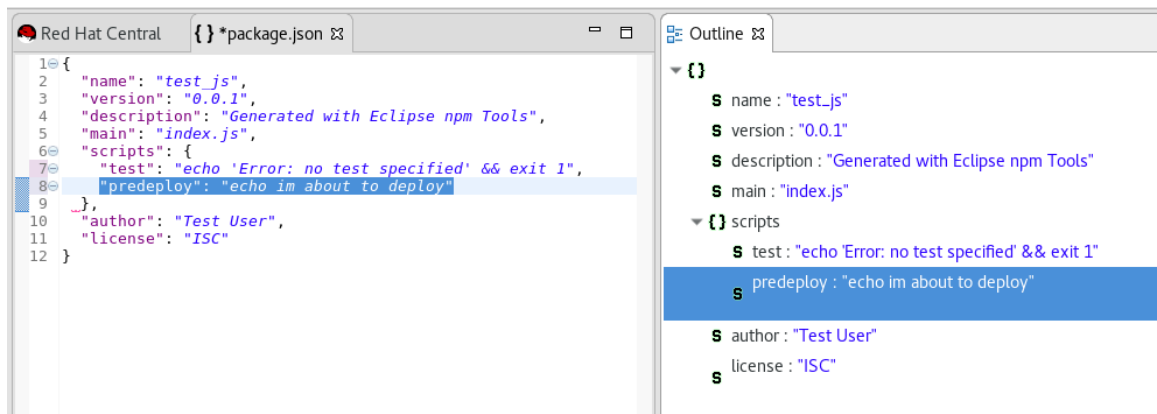 Red Hat Central
{ } *package.json
Outline
1 {
2 "name": "test_js",
3 "version": "0.0.1",
4 "description": "Generated with Eclipse npm Tools",
5 "main": "index.js",
6 "scripts": {
7 "test": "echo 'Error: no test specified' && exit 1",
8 "predeploy": "echo im about to deploy"
9 },
10 "author": "Test User",
11 "license": "ISC"
12 }
{ }
S name : "test_js"
S version : "0.0.1"
S description : "Generated with Eclipse npm Tools"
S main : "index.js"
{ } scripts
S test : "echo 'Error: no test specified' && exit 1"
S predeploy : "echo im about to deploy"
S author : "Test User"
S license : "ISC"